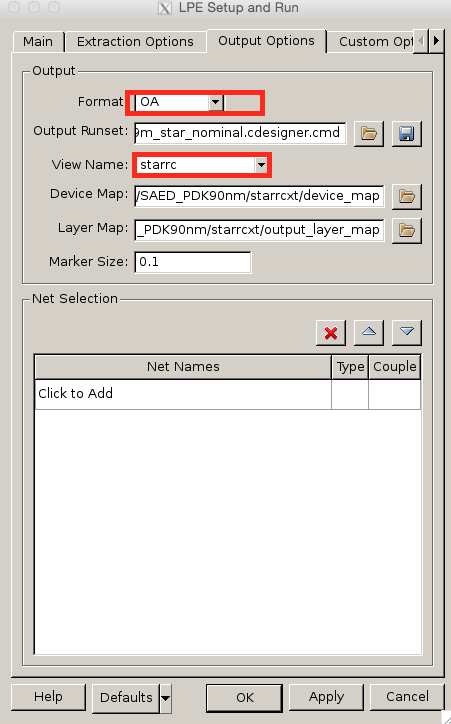 LPE Setup and Run
Main Extraction Options Output Options Custom Opt
Output
Format OA
Output Runset: 9m_star_nominal.cdesigner.cmd
View Name: starrc
Device Map: /SAED_PDK90nm/starrcxt/device_map
Layer Map: _PDK90nm/starrcxt/output_layer_map
Marker Size: 0.1
Net Selection
Net Names Type Couple
Click to Add
Help Defaults OK Apply Cancel